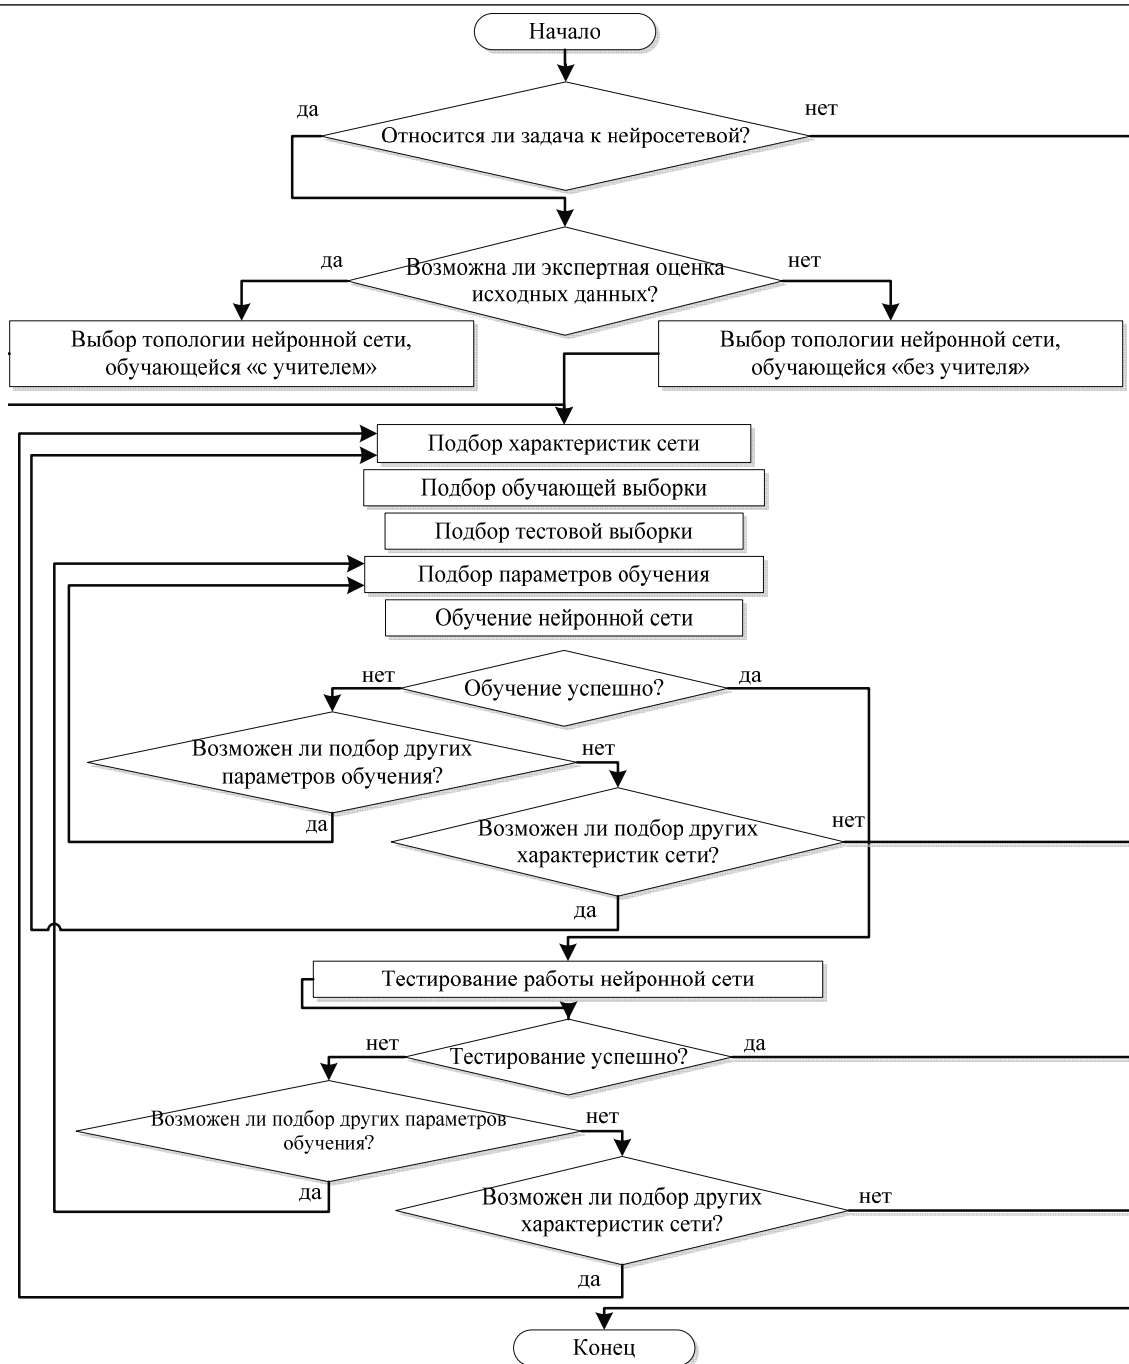 Начало
да
нет
Относится ли задача к нейросетевой?
да
нет
Возможна ли экспертная оценка
исходных данных?
Выбор топологии нейронной сети,
обучающейся «с учителем»
Выбор топологии нейронной сети,
обучающейся «без учителя»
Подбор характеристик сети
Подбор обучающей выборки
Подбор тестовой выборки
Подбор параметров обучения
Обучение нейронной сети
нет
да
Обучение успешно?
Возможен ли подбор других
параметров обучения?
нет
да
Возможен ли подбор других
характеристик сети?
нет
да
Тестирование работы нейронной сети
нет
да
Тестирование успешно?
Возможен ли подбор других параметров
обучения?
нет
да
Возможен ли подбор других
характеристик сети?
нет
да
Конец